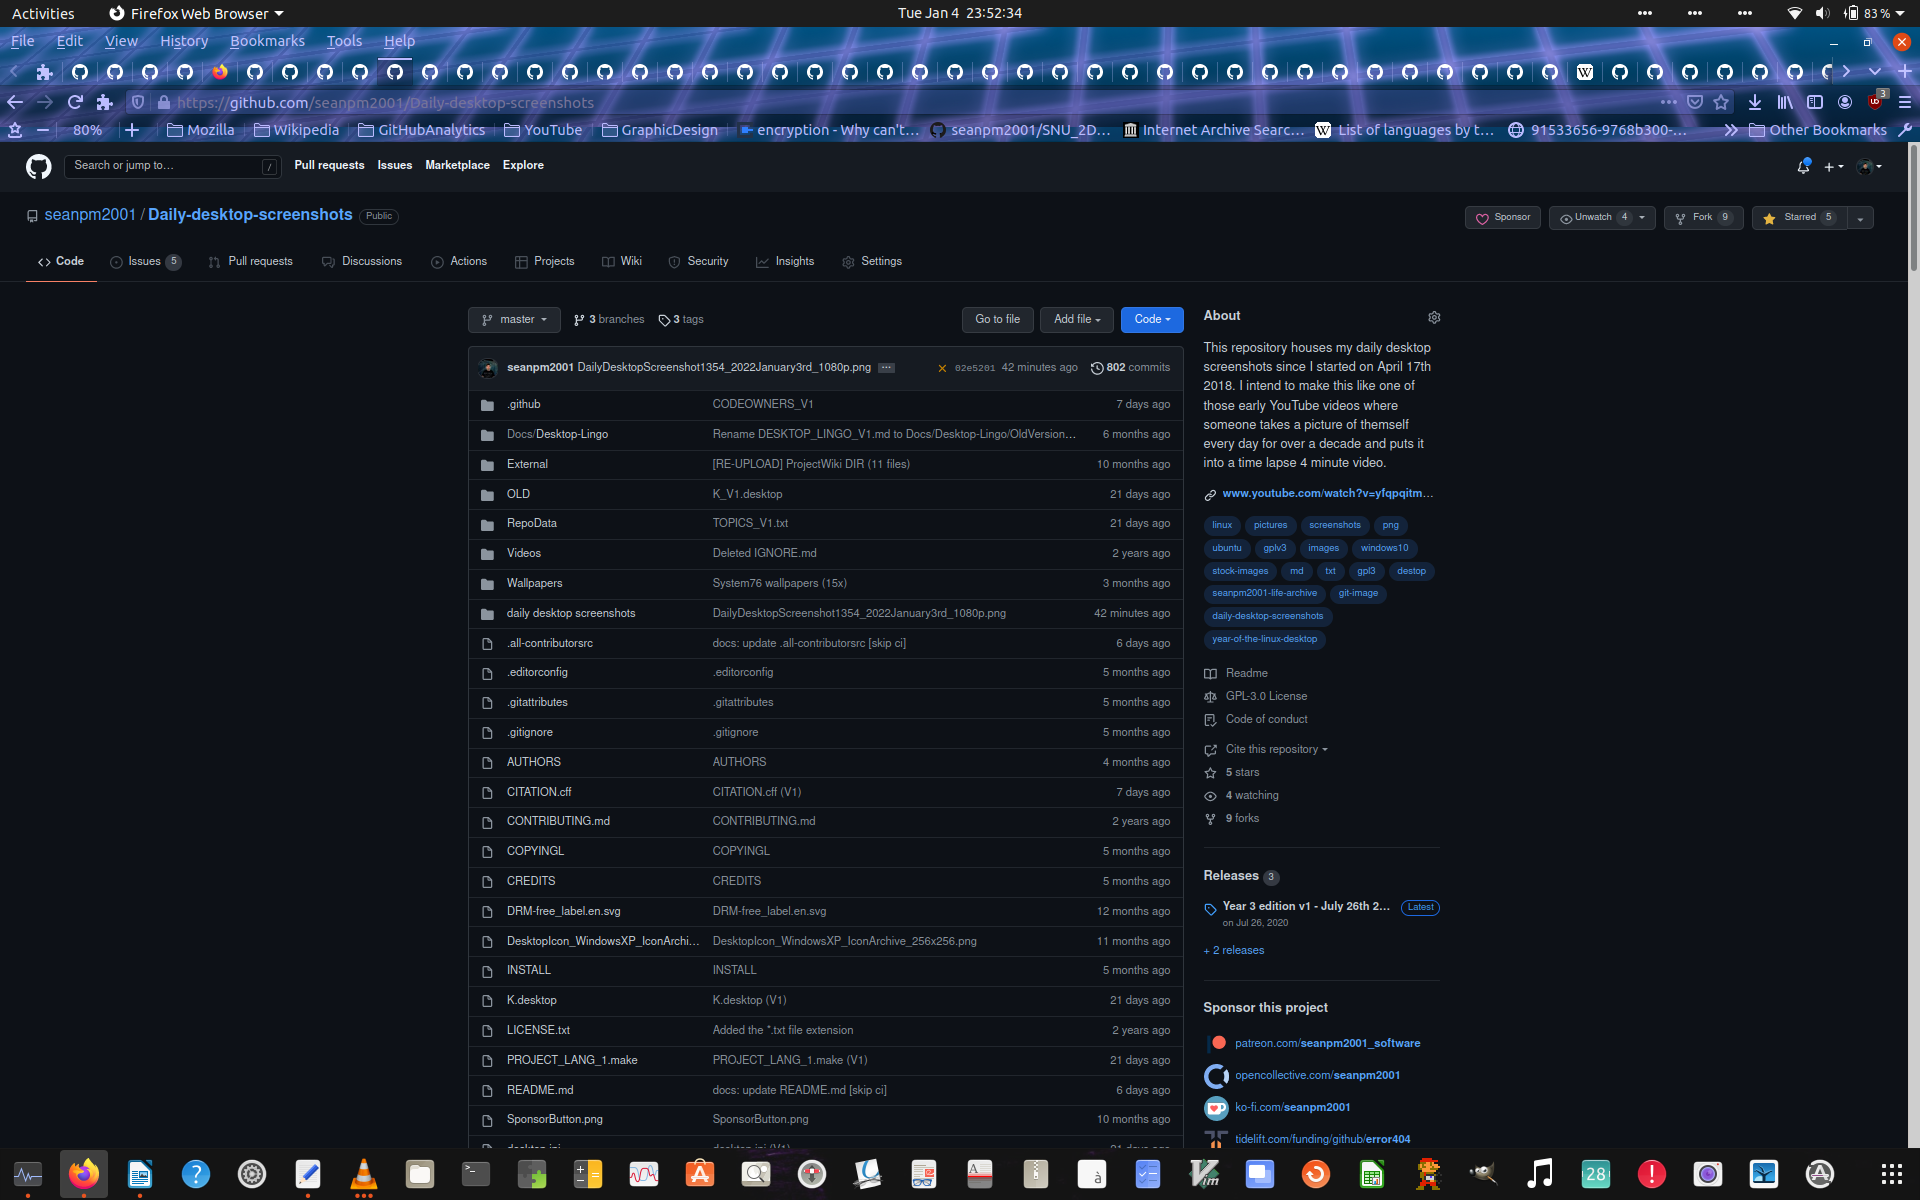 Activities Firefox Web Browser Tue Jan 4 23:52:34 83 %
File Edit View History Bookmarks Tools Help
https://github.com/seanpm2001/Daily-desktop-screenshots 3
80% Mozilla Wikipedia GitHubAnalytics YouTube GraphicDesign encryption - Why can't... seanpm2001/SNU_2D... Internet Archive Searc... List of languages by t... 91533656-9768b300-... Other Bookmarks
Search or jump to... / Pull requests Issues Marketplace Explore
seanpm2001 / Daily-desktop-screenshots Public Sponsor Unwatch 4 Fork 9 Starred 5
Code Issues 5 Pull requests Discussions Actions Projects Wiki Security Insights Settings
master 3 branches 3 tags Go to file Add file Code
seanpm2001 DailyDesktopScreenshot1354_2022January3rd_1080p.png ... 02e5201 42 minutes ago 802 commits
.github CODEOWNERS_V1 7 days ago
Docs/Desktop-Lingo Rename DESKTOP_LINGO_V1.md to Docs/Desktop-Lingo/OldVersion... 6 months ago
External [RE-UPLOAD] ProjectWiki DIR (11 files) 10 months ago
OLD K_V1.desktop 21 days ago
RepoData TOPICS_V1.txt 21 days ago
Videos Deleted IGNORE.md 2 years ago
Wallpapers System76 wallpapers (15x) 3 months ago
daily desktop screenshots DailyDesktopScreenshot1354_2022January3rd_1080p.png 42 minutes ago
.all-contributorsrc docs: update .all-contributorsrc [skip ci] 6 days ago
.editorconfig .editorconfig 5 months ago
.gitattributes .gitattributes 5 months ago
.gitignore .gitignore 5 months ago
AUTHORS AUTHORS 4 months ago
CITATION.cff CITATION.cff (V1) 7 days ago
CONTRIBUTING.md CONTRIBUTING.md 2 years ago
COPYINGL COPYINGL 5 months ago
CREDITS CREDITS 5 months ago
DRM-free_label.en.svg DRM-free_label.en.svg 12 months ago
DesktopIcon_WindowsXP_IconArchi... DesktopIcon_WindowsXP_IconArchive_256x256.png 11 months ago
INSTALL INSTALL 5 months ago
K.desktop K.desktop (V1) 21 days ago
LICENSE.txt Added the *.txt file extension 2 years ago
PROJECT_LANG_1.make PROJECT_LANG_1.make (V1) 21 days ago
README.md docs: update README.md [skip ci] 6 days ago
SponsorButton.png SponsorButton.png 10 months ago
desktop.ini desktop.ini (V1) 21 days ago
About
This repository houses my daily desktop
screenshots since I started on April 17th
2018. I intend to make this like one of
those early YouTube videos where
someone takes a picture of themself
every day for over a decade and puts it
into a time lapse 4 minute video.
www.youtube.com/watch?v=yfqpqitm...
linux pictures screenshots png
ubuntu gplv3 images windows10
stock-images md txt gpl3 destop
seanpm2001-life-archive git-image
daily-desktop-screenshots
year-of-the-linux-desktop
Readme
GPL-3.0 License
Code of conduct
Cite this repository
5 stars
4 watching
9 forks
Releases 3
Year 3 edition v1 - July 26th 2... Latest
on Jul 26, 2020
+ 2 releases
Sponsor this project
patreon.com/seanpm2001_software
opencollective.com/seanpm2001
ko-fi.com/seanpm2001
tidelift.com/funding/github/error404
28